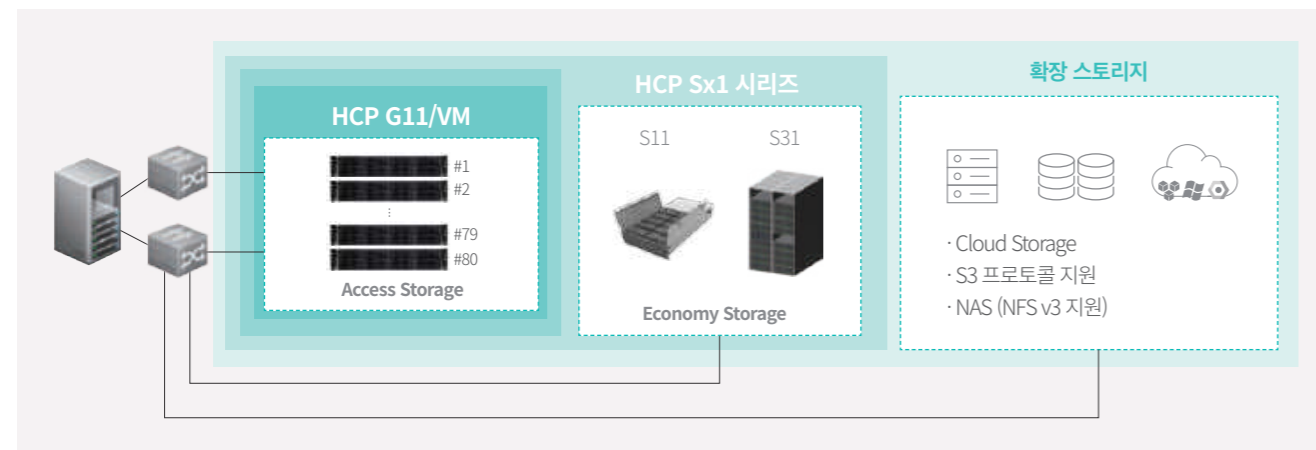 HCP G11/VM
#1
#2
⋮
#79
#80
Access Storage
HCP Sx1 시리즈
S11
S31
Economy Storage
확장 스토리지
· Cloud Storage
· S3 프로토콜 지원
· NAS (NFS v3 지원)